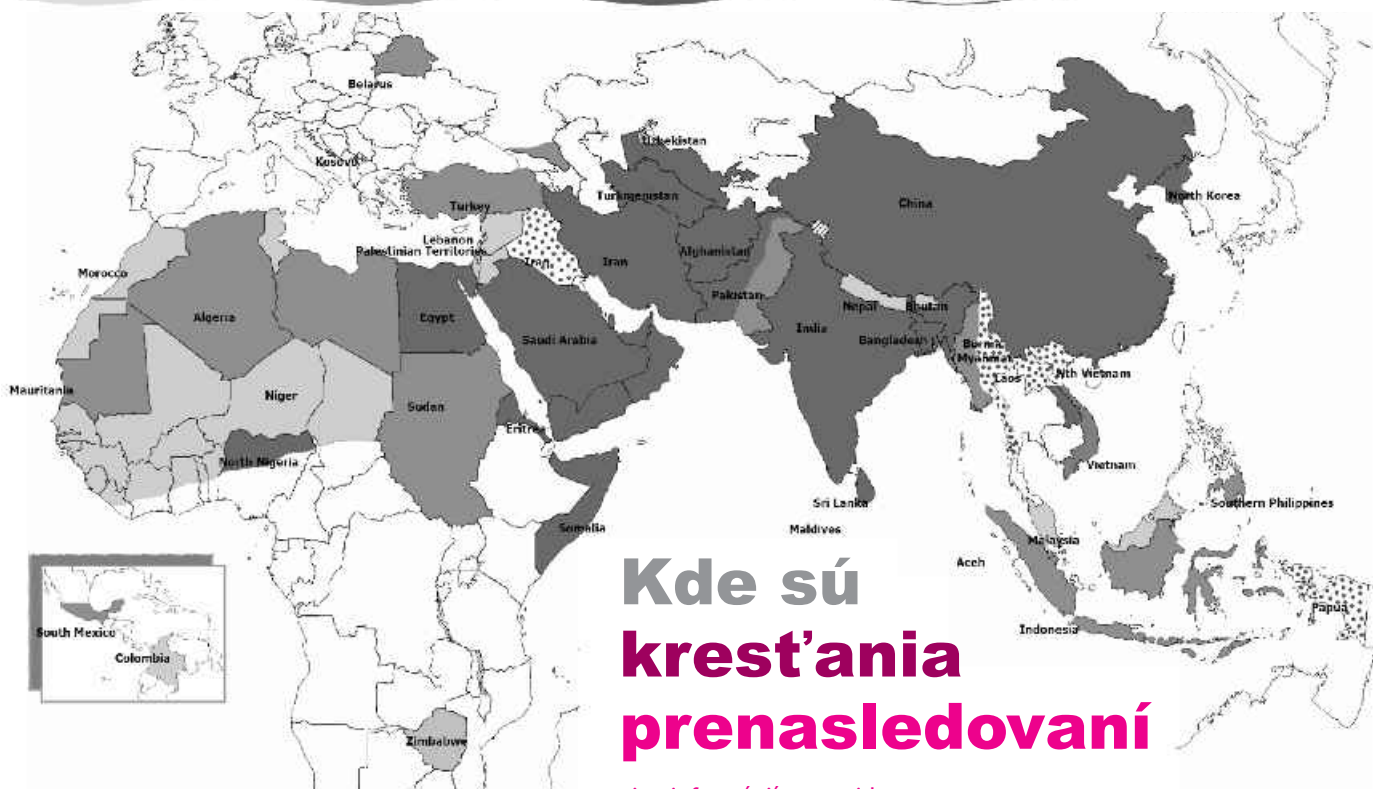 Belarus
Kosovo
Uzbekistan
Turkmenistan
China
North Korea
Turkey
Lebanon
Palestinian Territories
Iran
Iran
Afghanistan
Morocco
Pakistan
Nepal
Bhutan
Algeria
Egypt
Saudi Arabia
India
Bangladesh
Burma
Myanmar
Laos
Nth Vietnam
Mauritania
Niger
Sudan
Eritrea
North Nigeria
Vietnam
Sri Lanka
Southern Philippines
Somalia
Maldives
Malaysia
Aceh
Papua
Indonesia
South Mexico
Colombia
Zimbabwe
Kde sú
kresťania
prenasledovaní